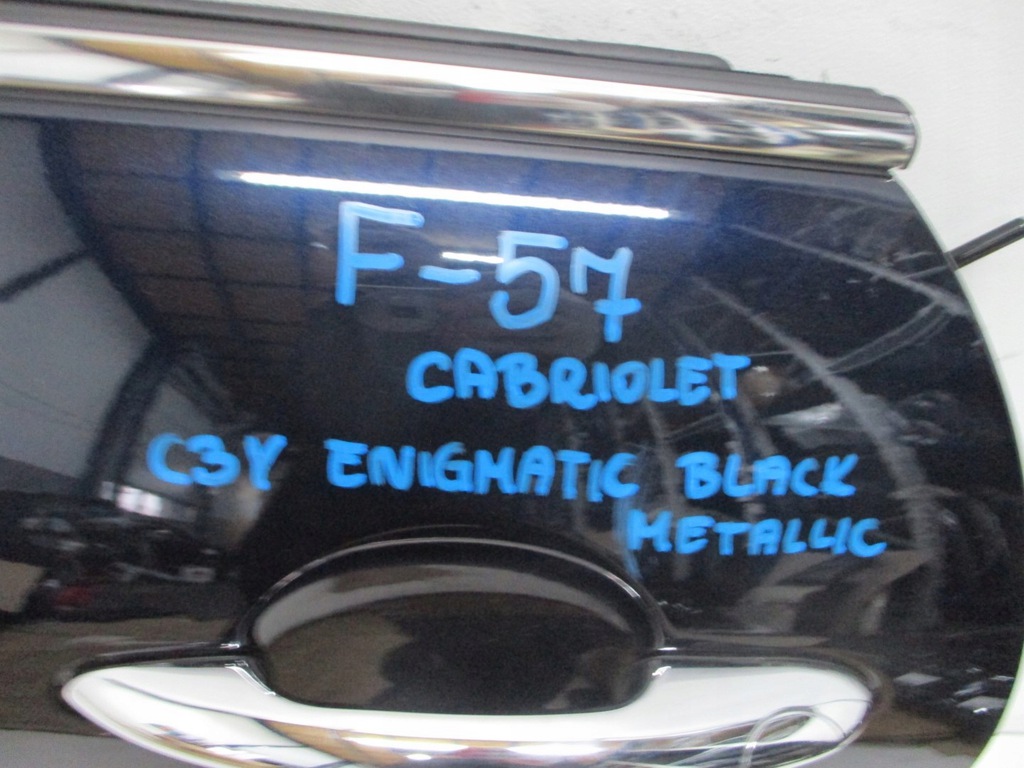 F-57
CABRIOLET
C3Y ENIGMATIC BLACK
METALLIC